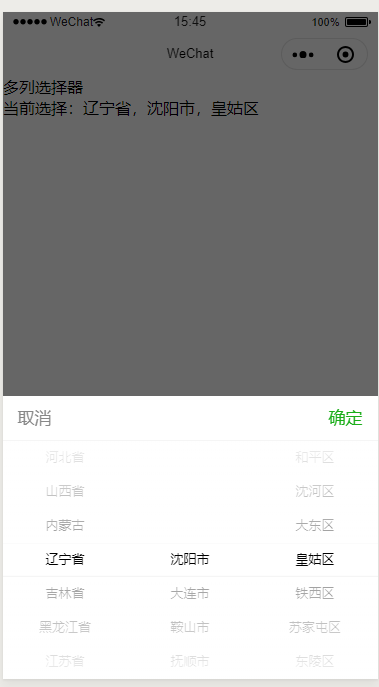 WeChat 15:45 100%
WeChat
多列选择器
当前选择：辽宁省，沈阳市，皇姑区
取消 确定
河北省 和平区
山西省 沈河区
内蒙古 大东区
辽宁省 沈阳市 皇姑区
吉林省 大连市 铁西区
黑龙江省 鞍山市 苏家屯区
江苏省 抚顺市 东陵区